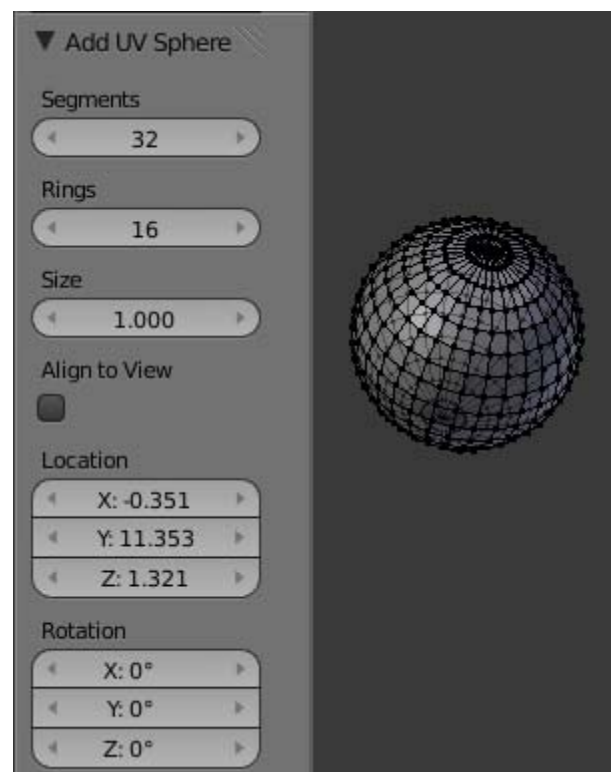 Add UV Sphere
Segments
32
Rings
16
Size
1.000
Align to View
Location
X: -0.351
Y: 11.353
Z: 1.321
Rotation
X: 0°
Y: 0°
Z: 0°